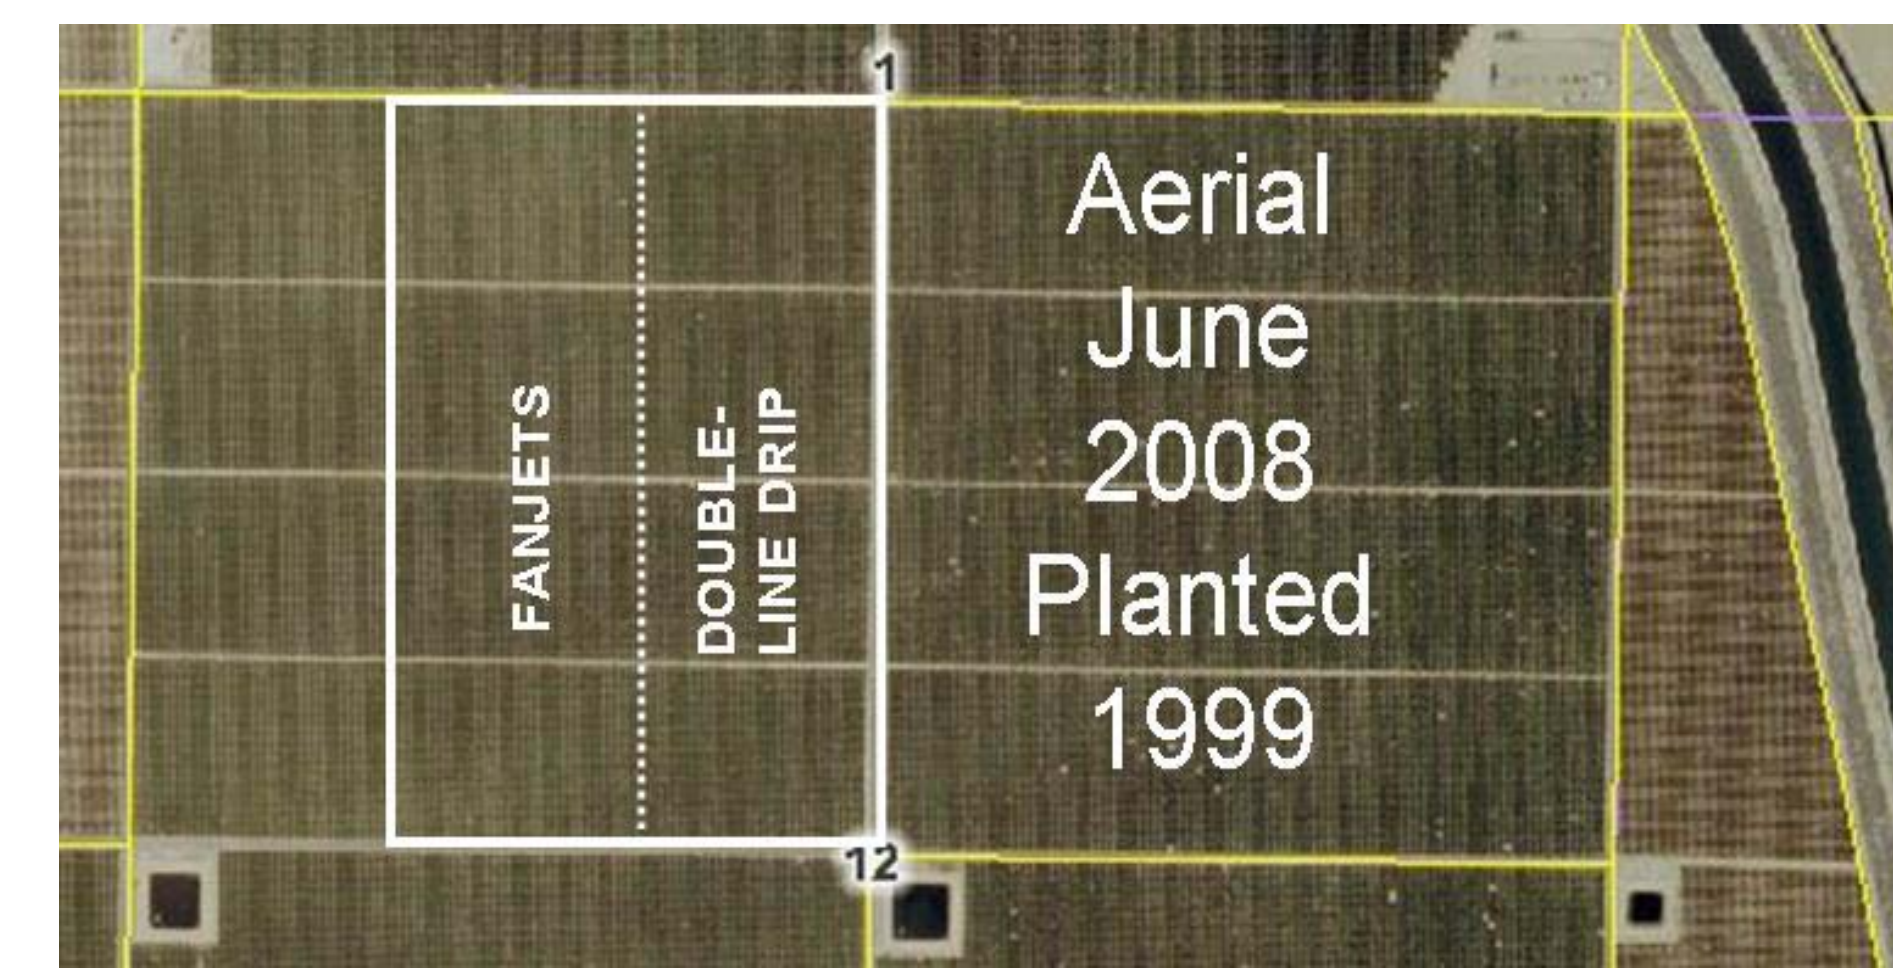 1
FANJETS
DOUBLE-
LINE DRIP
Aerial
June
2008
Planted
1999
12